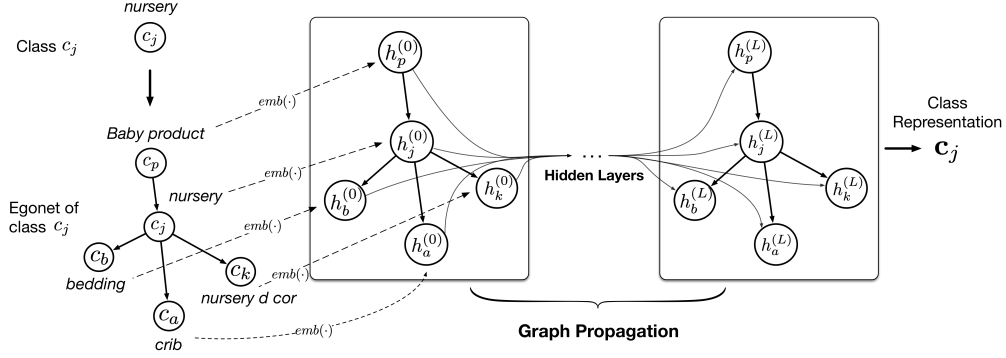 nursery
Class c_j
c_j
Baby product
c_p
nursery
Egonet of
class c_j
c_j
c_b
bedding
c_k
nursery d cor
c_a
crib
emb(·)
emb(·)
emb(·)
emb(·)
emb(·)
h_p^{(0)}
h_j^{(0)}
h_b^{(0)}
h_k^{(0)}
h_a^{(0)}
...
Hidden Layers
h_p^{(L)}
h_j^{(L)}
h_b^{(L)}
h_k^{(L)}
h_a^{(L)}
Graph Propagation
Class
Representation
c_j